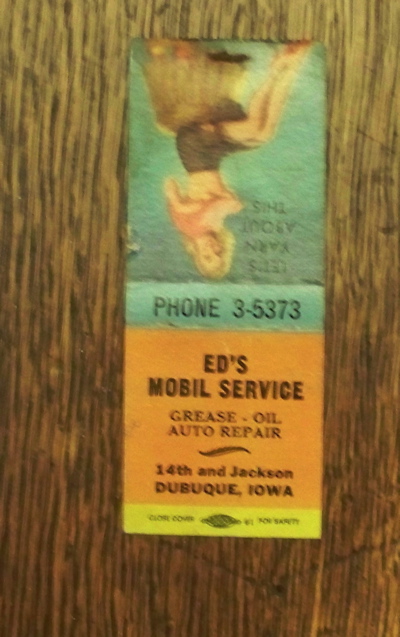 LET'S
YARN
ABOUT
THIS
PHONE 3-5373
ED'S
MOBIL SERVICE
GREASE - OIL
AUTO REPAIR
14th and Jackson
DUBUQUE, IOWA
CLOSE COVER 61 FOR SAFETY